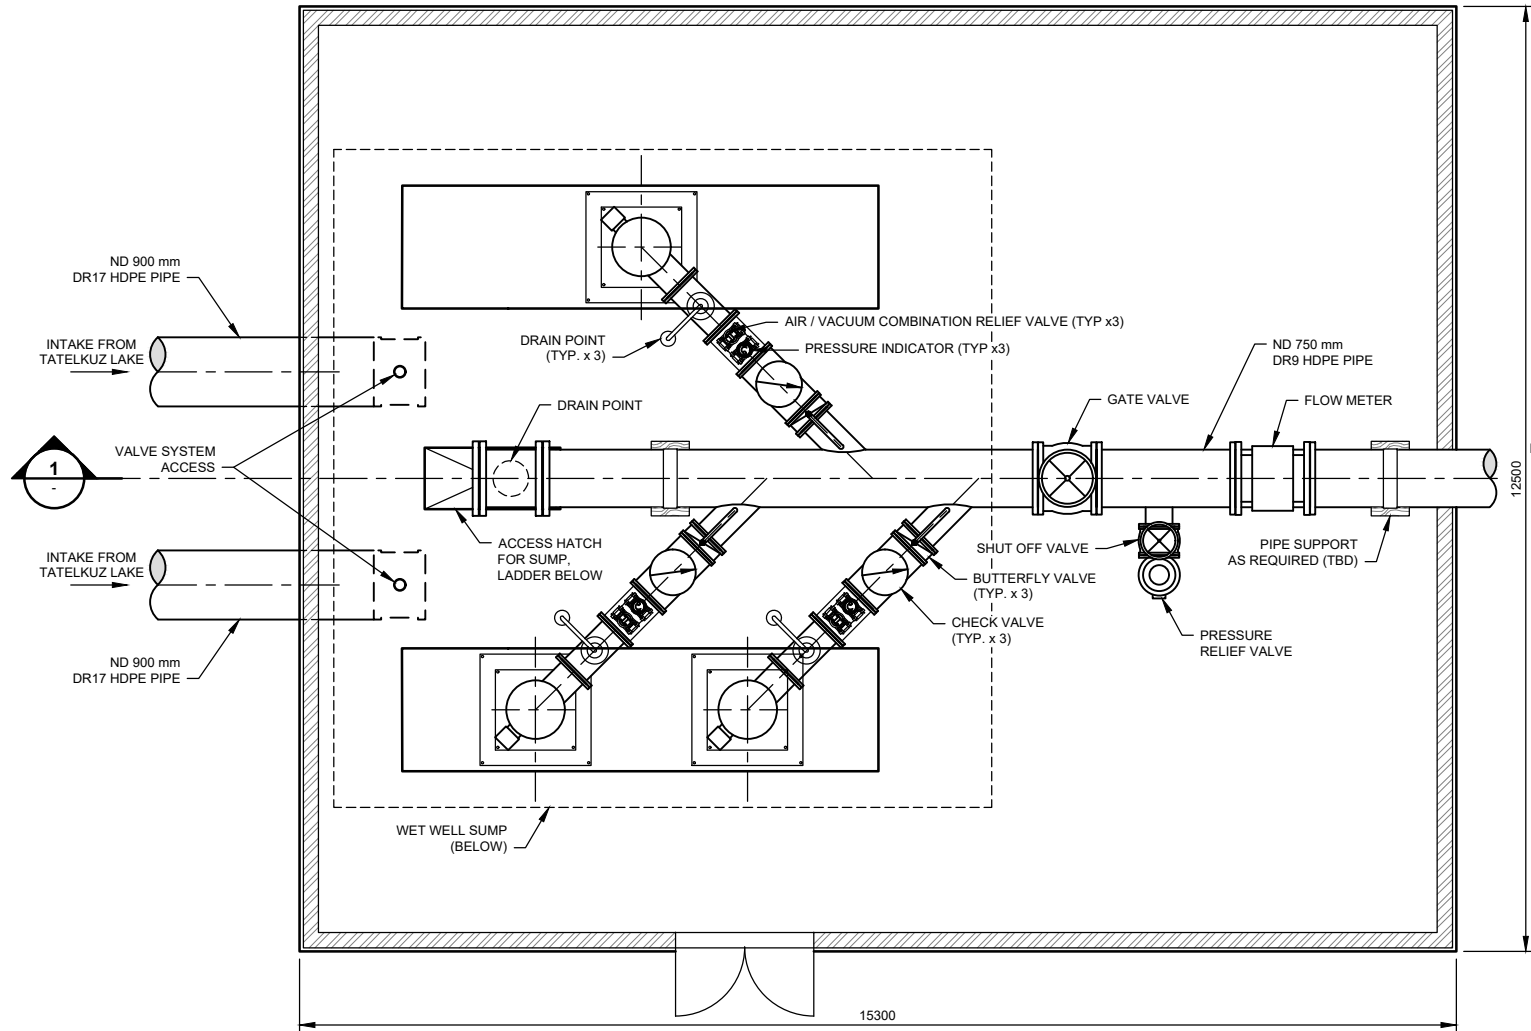 ND 900 mm
DR17 HDPE PIPE
INTAKE FROM
TATELKUZ LAKE
VALVE SYSTEM
ACCESS
1
-
INTAKE FROM
TATELKUZ LAKE
ND 900 mm
DR17 HDPE PIPE
DRAIN POINT
(TYP. x 3)
AIR / VACUUM COMBINATION RELIEF VALVE (TYP x3)
PRESSURE INDICATOR (TYP x3)
DRAIN POINT
ACCESS HATCH
FOR SUMP,
LADDER BELOW
WET WELL SUMP
(BELOW)
GATE VALVE
ND 750 mm
DR9 HDPE PIPE
FLOW METER
SHUT OFF VALVE
BUTTERFLY VALVE
(TYP. x 3)
CHECK VALVE
(TYP. x 3)
PRESSURE
RELIEF VALVE
PIPE SUPPORT
AS REQUIRED (TBD)
12500
15300